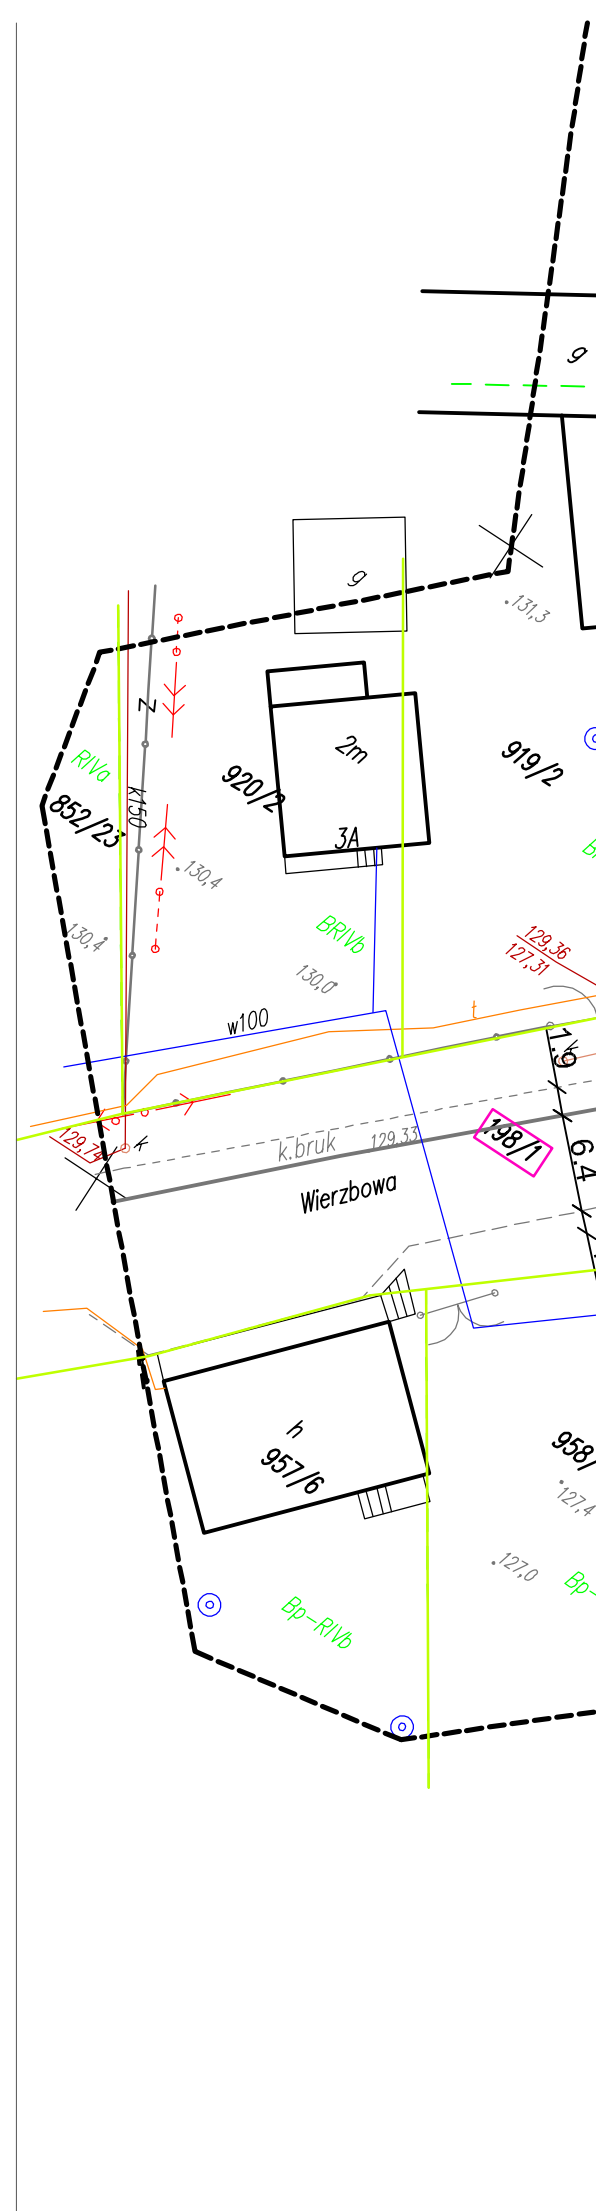 g
g
131,3
Z
2m
RIVa
919/2
920/2
k150
852/23
3A
130,4
130,4
BRIVb
129,36
127,31
130,0
t
w100
1.9
k
129,74
k
k.bruk
129,33
198/1
6.4
Wierzbowa
h
957/6
958/
127,4
127,0
Bp-
Bp-RIVb